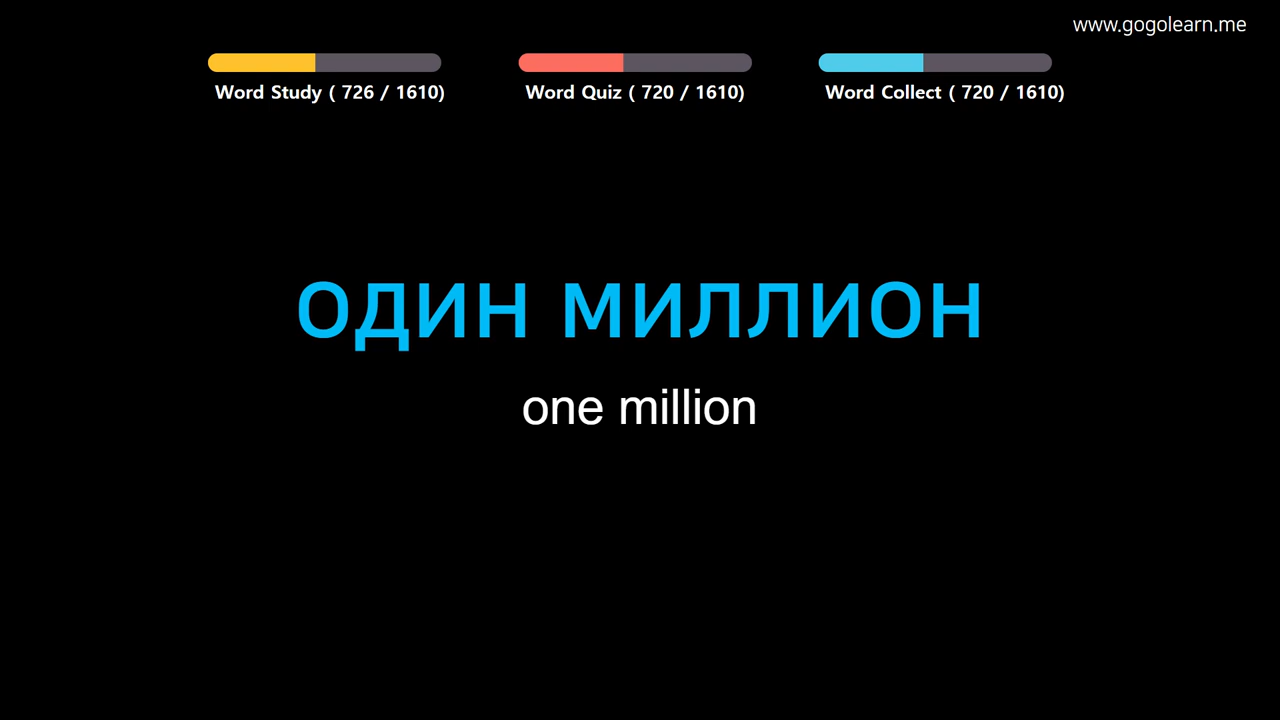 www.gogolearn.me
Word Study ( 726 / 1610)
Word Quiz ( 720 / 1610)
Word Collect ( 720 / 1610)
один миллион
one million